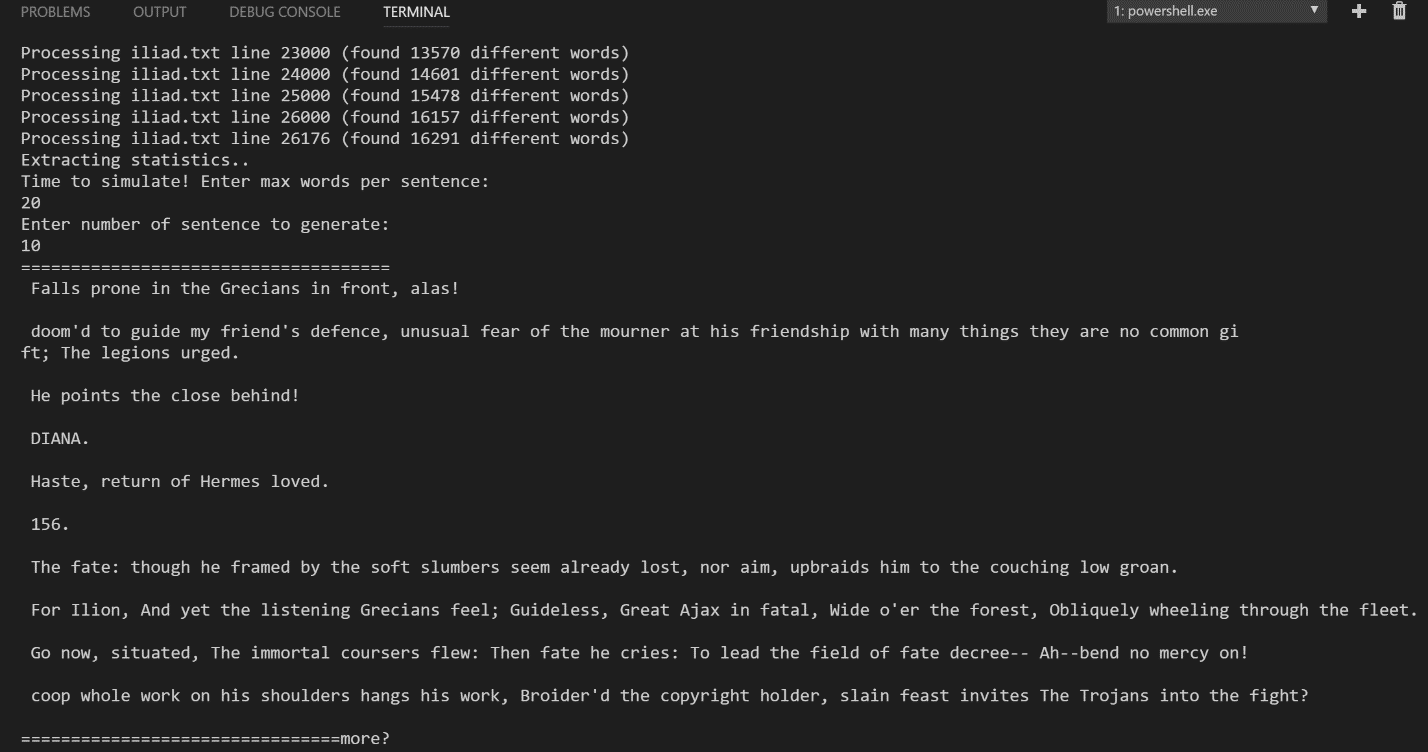 PROBLEMS OUTPUT DEBUG CONSOLE TERMINAL 1: powershell.exe
Processing iliad.txt line 23000 (found 13570 different words)
Processing iliad.txt line 24000 (found 14601 different words)
Processing iliad.txt line 25000 (found 15478 different words)
Processing iliad.txt line 26000 (found 16157 different words)
Processing iliad.txt line 26176 (found 16291 different words)
Extracting statistics..
Time to simulate! Enter max words per sentence:
20
Enter number of sentence to generate:
10
=====================================
Falls prone in the Grecians in front, alas!
doom'd to guide my friend's defence, unusual fear of the mourner at his friendship with many things they are no common gi
ft; The legions urged.
He points the close behind!
DIANA.
Haste, return of Hermes loved.
156.
The fate: though he framed by the soft slumbers seem already lost, nor aim, upbraids him to the couching low groan.
For Ilion, And yet the listening Grecians feel; Guideless, Great Ajax in fatal, Wide o'er the forest, Obliquely wheeling through the fleet.
Go now, situated, The immortal coursers flew: Then fate he cries: To lead the field of fate decree-- Ah--bend no mercy on!
coop whole work on his shoulders hangs his work, Broider'd the copyright holder, slain feast invites The Trojans into the fight?
================================more?